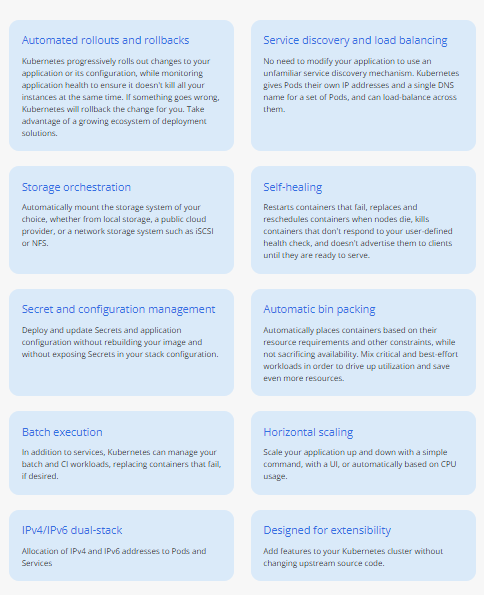 Automated rollouts and rollbacks
Kubernetes progressively rolls out changes to your
application or its configuration, while monitoring
application health to ensure it doesn't kill all your
instances at the same time. If something goes wrong,
Kubernetes will rollback the change for you. Take
advantage of a growing ecosystem of deployment
solutions.
Service discovery and load balancing
No need to modify your application to use an
unfamiliar service discovery mechanism. Kubernetes
gives Pods their own IP addresses and a single DNS
name for a set of Pods, and can load-balance across
them.
Storage orchestration
Automatically mount the storage system of your
choice, whether from local storage, a public cloud
provider, or a network storage system such as iSCSI
or NFS.
Self-healing
Restarts containers that fail, replaces and
reschedules containers when nodes die, kills
containers that don't respond to your user-defined
health check, and doesn't advertise them to clients
until they are ready to serve.
Secret and configuration management
Deploy and update Secrets and application
configuration without rebuilding your image and
without exposing Secrets in your stack configuration.
Automatic bin packing
Automatically places containers based on their
resource requirements and other constraints, while
not sacrificing availability. Mix critical and best-effort
workloads in order to drive up utilization and save
even more resources.
Batch execution
In addition to services, Kubernetes can manage your
batch and CI workloads, replacing containers that fail,
if desired.
Horizontal scaling
Scale your application up and down with a simple
command, with a UI, or automatically based on CPU
usage.
IPv4/IPv6 dual-stack
Allocation of IPv4 and IPv6 addresses to Pods and
Services
Designed for extensibility
Add features to your Kubernetes cluster without
changing upstream source code.